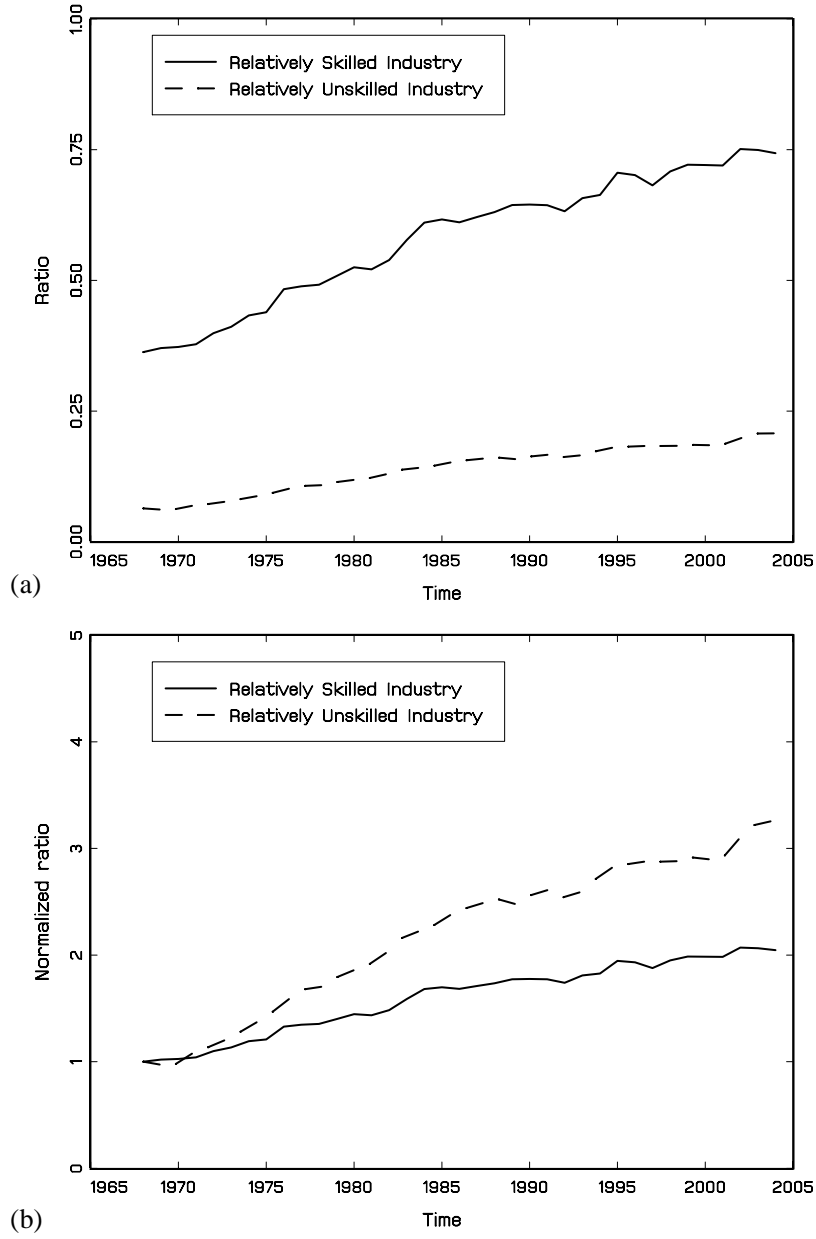 1.00
Relatively Skilled Industry
Relatively Unskilled Industry
0.75
0.50
Ratio
0.25
0.00
1965 1970 1975 1980 1985 1990 1995 2000 2005
(a)
Time
5
Relatively Skilled Industry
Relatively Unskilled Industry
4
3
Normalized ratio
2
1
0
1965 1970 1975 1980 1985 1990 1995 2000 2005
(b)
Time